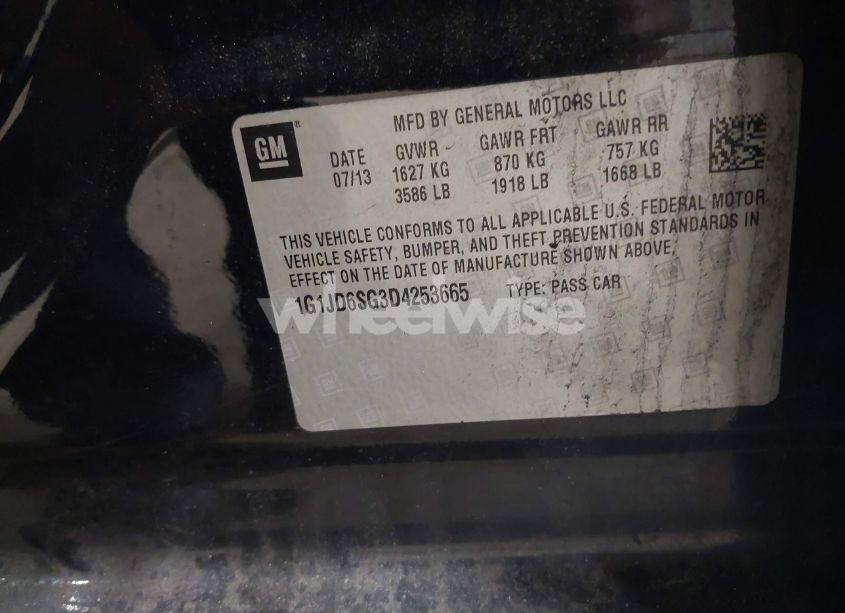 MFD BY GENERAL MOTORS LLC
GM ®
DATE GVWR - GAWR FRT GAWR RR
07/13 1627 KG 870 KG 757 KG
3586 LB 1918 LB 1668 LB
THIS VEHICLE CONFORMS TO ALL APPLICABLE U.S. FEDERAL MOTOR
VEHICLE SAFETY, BUMPER, AND THEFT PREVENTION STANDARDS IN
EFFECT ON THE DATE OF MANUFACTURE SHOWN ABOVE.
1G1JD6SG3D4253665 TYPE: PASS CAR
wheelwise